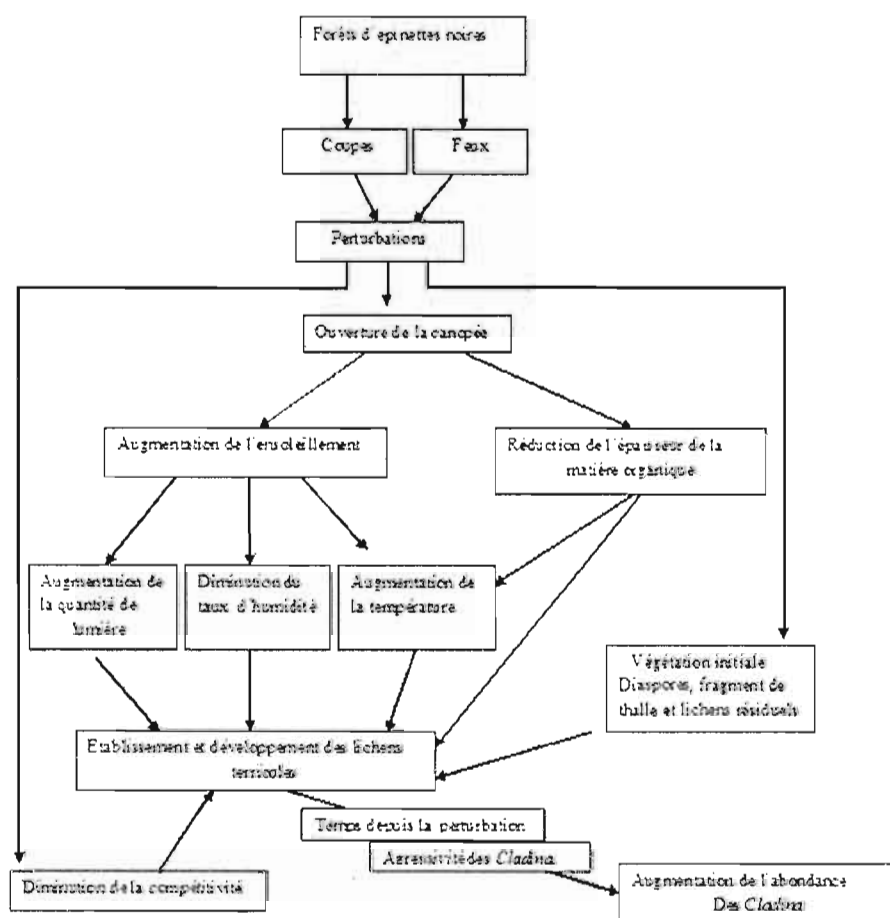 Forêts d'epinettes noires
Coupes
Feux
Perturbations
Ouverture de la canopée
Augmentation de l'ensoleillement
Réduction de l'épaisseur de la
matière organique
Augmentation de
la quantité de
lumière
Diminution du
taux d'humidité
Augmentation de
la température
Végétation initiale
Diaspores, fragment de
thalle et lichens résiduels
Etablissement et développement des lichens
terricoles
Temps depuis la perturbation
Agressivité des Cladina
Diminution de la compétitivité
Augmentation de l'abondance
Des Cladina